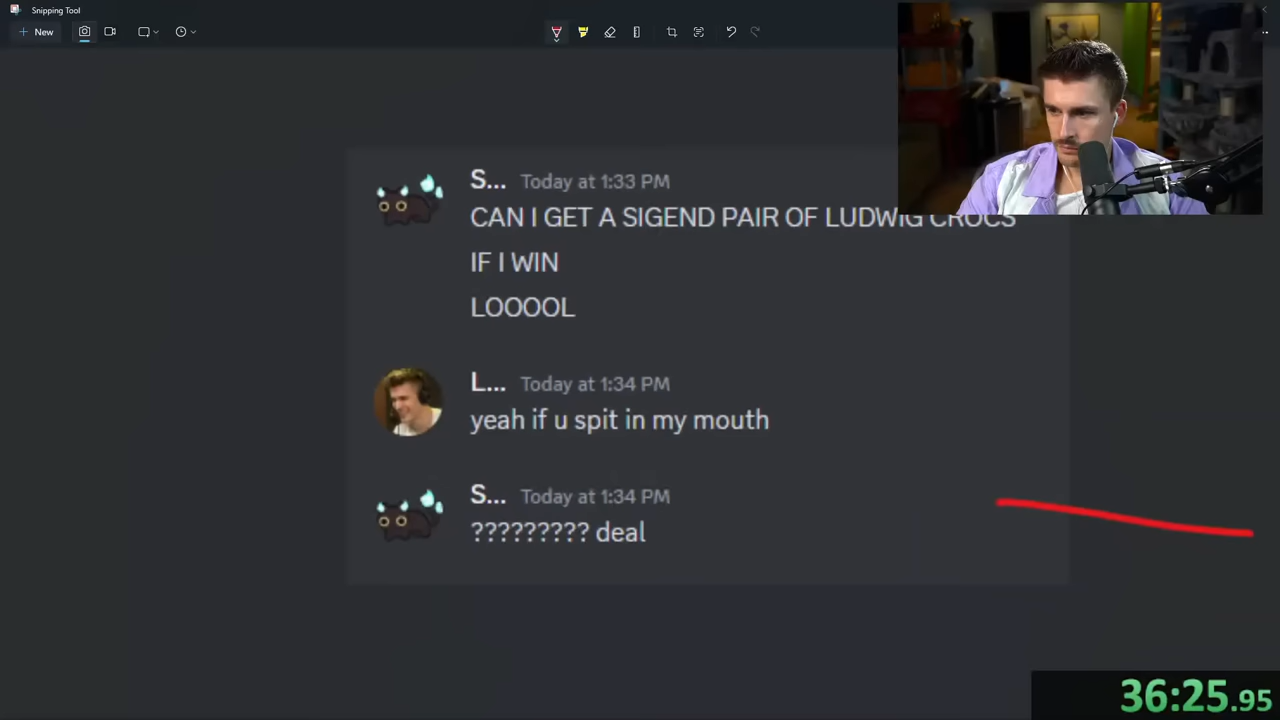 Snipping Tool
New
S... Today at 1:33 PM
CAN I GET A SIGEND PAIR OF LUDWIG CROCS
IF I WIN
LOOOOL
L... Today at 1:34 PM
yeah if u spit in my mouth
S... Today at 1:34 PM
????????? deal
36:25.95